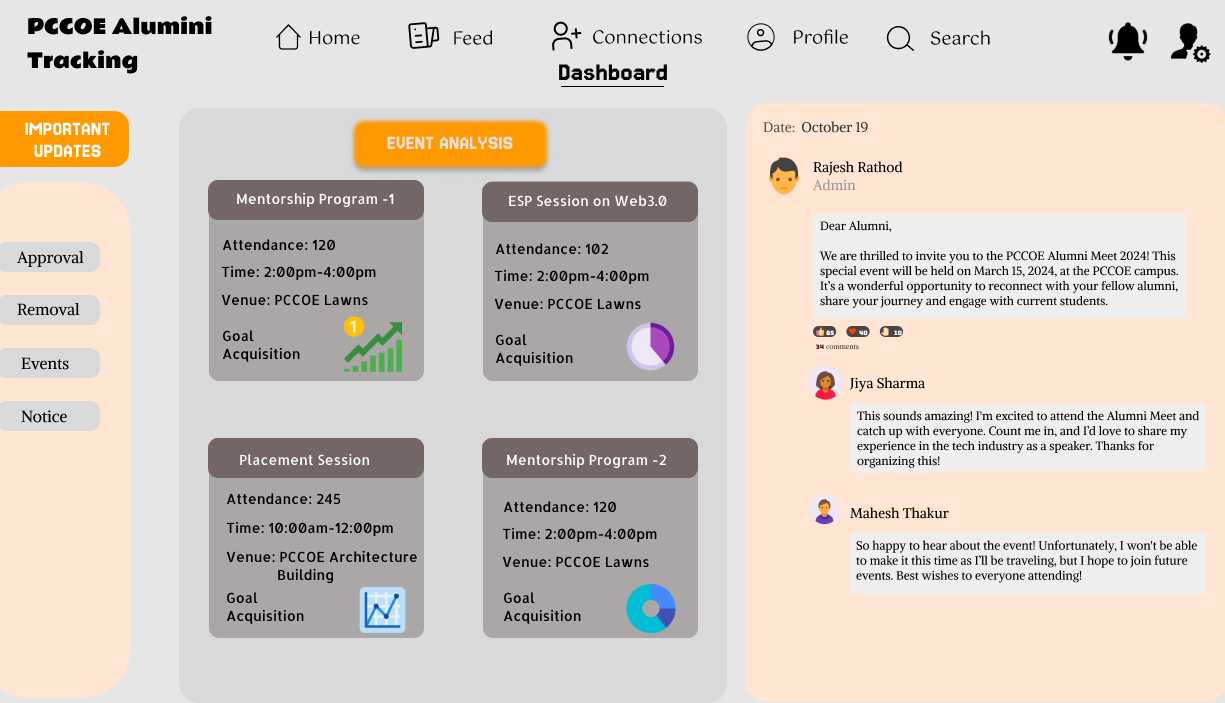 PCCOE Alumini
Tracking
Home
Feed
Connections
Profile
Search
Dashboard
IMPORTANT
UPDATES
Approval
Removal
Events
Notice
EVENT ANALYSIS
Mentorship Program -1
Attendance: 120
Time: 2:00pm-4:00pm
Venue: PCCOE Lawns
Goal
Acquisition
1
ESP Session on Web3.0
Attendance: 102
Time: 2:00pm-4:00pm
Venue: PCCOE Lawns
Goal
Acquisition
Placement Session
Attendance: 245
Time: 10:00am-12:00pm
Venue: PCCOE Architecture
Building
Goal
Acquisition
Mentorship Program -2
Attendance: 120
Time: 2:00pm-4:00pm
Venue: PCCOE Lawns
Goal
Acquisition
Date: October 19
Rajesh Rathod
Admin
Dear Alumni,
We are thrilled to invite you to the PCCOE Alumni Meet 2024! This
special event will be held on March 15, 2024, at the PCCOE campus.
It's a wonderful opportunity to reconnect with your fellow alumni,
share your journey and engage with current students.
85 40 10
34 comments
Jiya Sharma
This sounds amazing! I'm excited to attend the Alumni Meet and
catch up with everyone. Count me in, and I'd love to share my
experience in the tech industry as a speaker. Thanks for
organizing this!
Mahesh Thakur
So happy to hear about the event! Unfortunately, I won't be able
to make it this time as I'll be traveling, but I hope to join future
events. Best wishes to everyone attending!